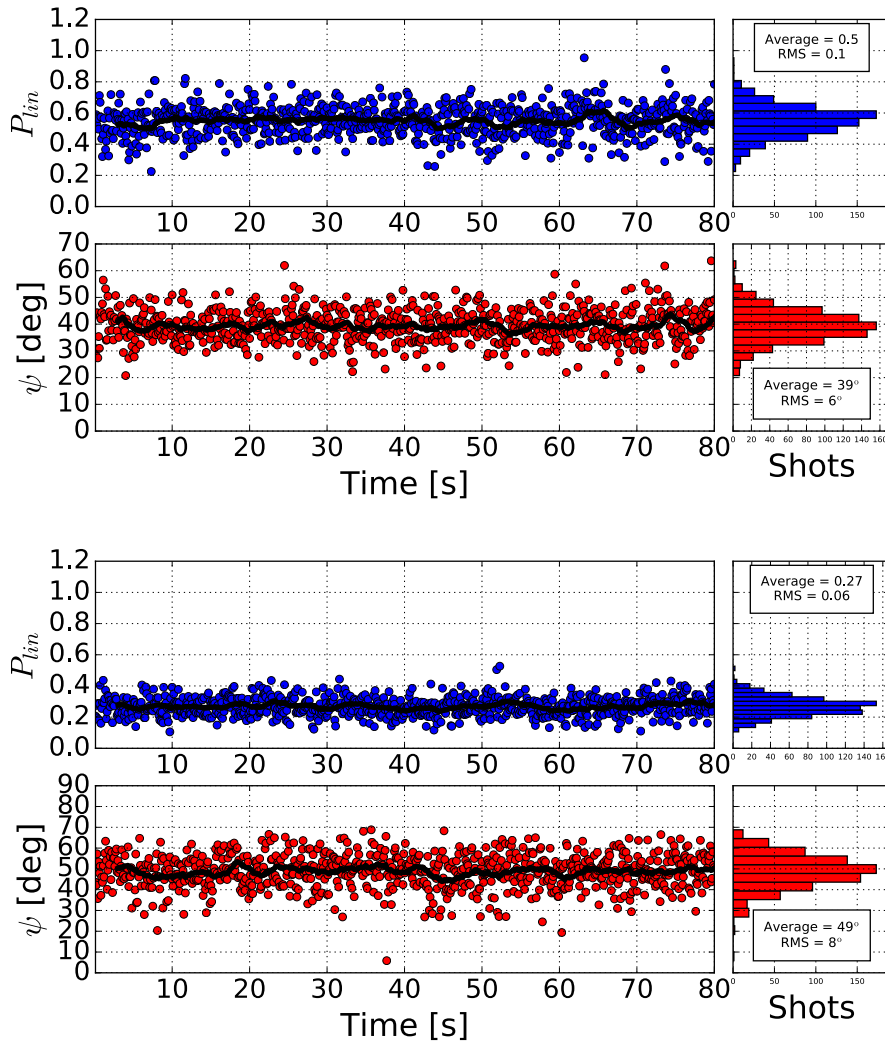 1.2
1.0
0.8
0.6
0.4
0.2
0.0
P_lin
10 20 30 40 50 60 70 80
Average = 0.5
RMS = 0.1
0 50 100 150
70
60
50
40
30
20
10
0
ψ [deg]
10 20 30 40 50 60 70 80
Time [s]
Average = 39°
RMS = 6°
0 20 40 60 80 100 120 140 160
Shots
1.2
1.0
0.8
0.6
0.4
0.2
0.0
P_lin
10 20 30 40 50 60 70 80
Average = 0.27
RMS = 0.06
0 20 40 60 80 100 120 140 160
90
80
70
60
50
40
30
20
10
0
ψ [deg]
10 20 30 40 50 60 70 80
Time [s]
Average = 49°
RMS = 8°
0 50 100 150
Shots